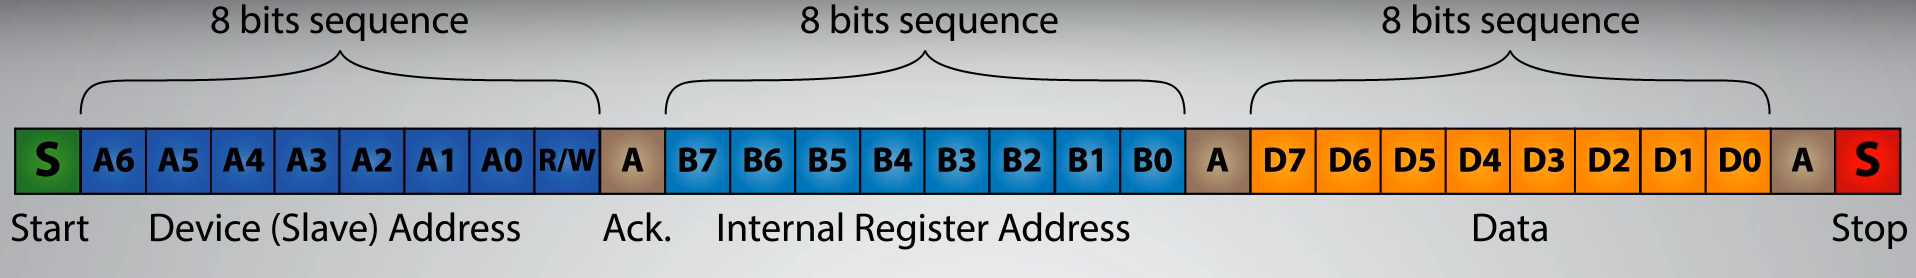 8 bits sequence 8 bits sequence 8 bits sequence
S A6 A5 A4 A3 A2 A1 A0 R/W A B7 B6 B5 B4 B3 B2 B1 B0 A D7 D6 D5 D4 D3 D2 D1 D0 A S
Start Device (Slave) Address Ack. Internal Register Address Data Stop